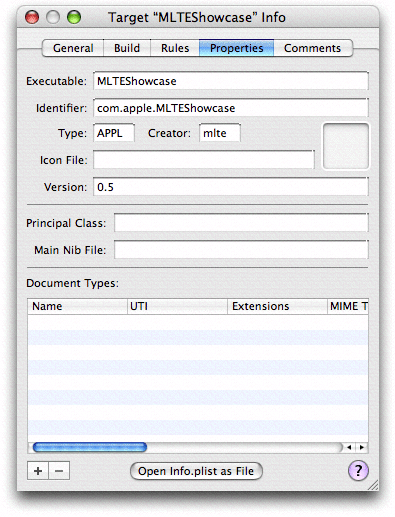 Target “MLTEShowcase” Info
General Build Rules Properties Comments
Executable: MLTEShowcase
Identifier: com.apple.MLTEShowcase
Type: APPL Creator: mlte
Icon File:
Version: 0.5
Principal Class:
Main Nib File:
Document Types:
Name UTI Extensions MIME T
+ − Open Info.plist as File ?